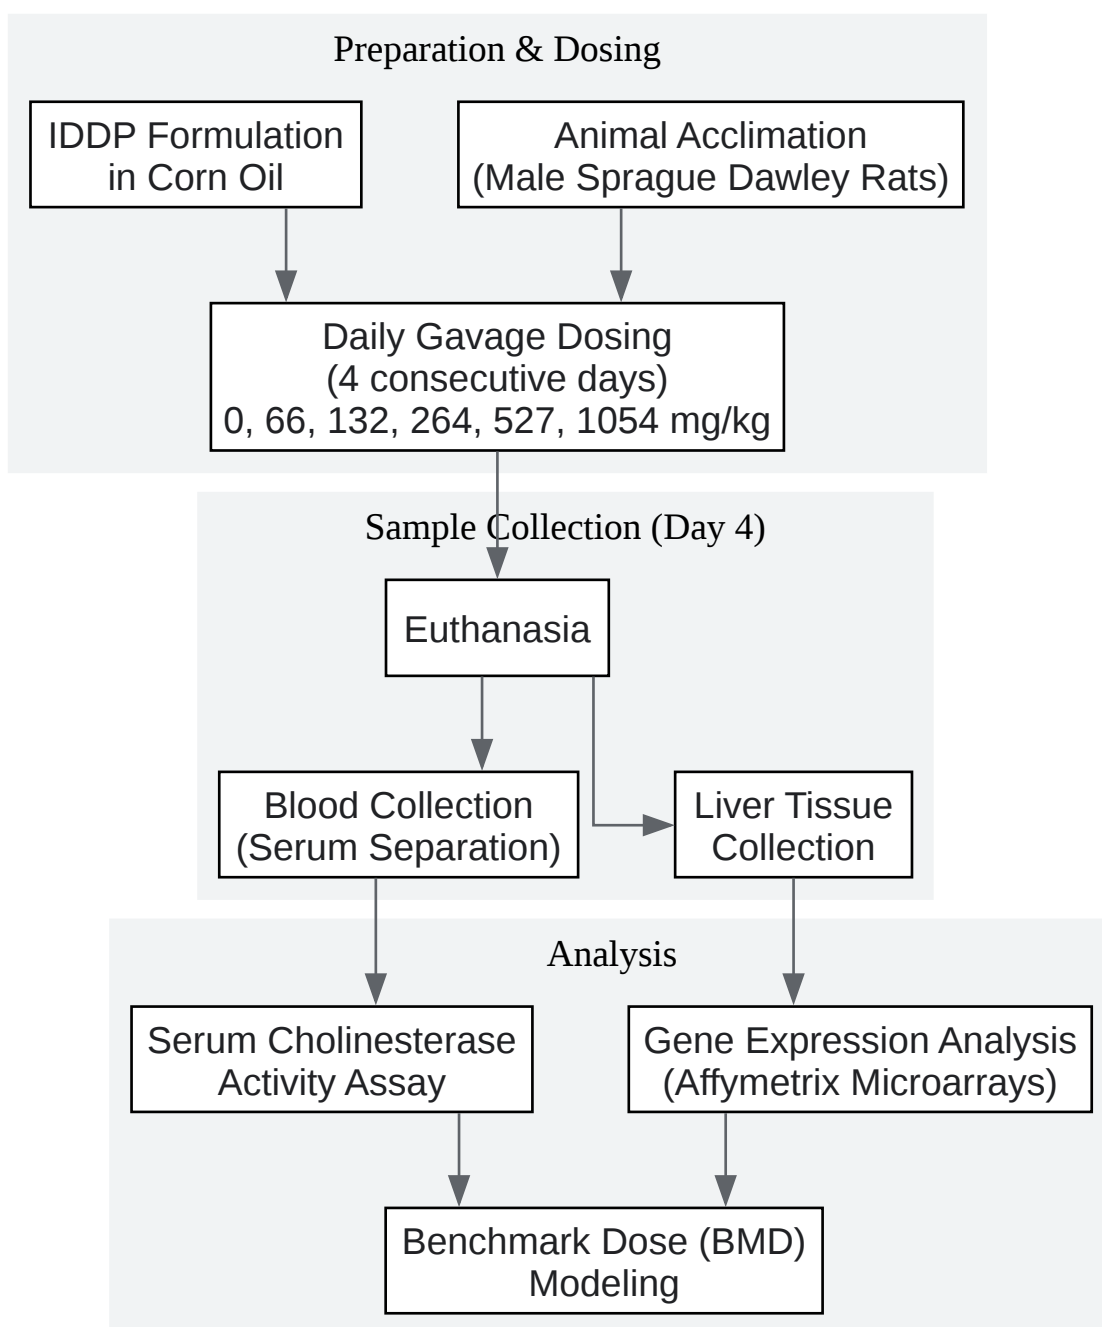 Preparation & Dosing
IDDP Formulation
in Corn Oil
Animal Acclimation
(Male Sprague Dawley Rats)
Daily Gavage Dosing
(4 consecutive days)
0, 66, 132, 264, 527, 1054 mg/kg
Sample Collection (Day 4)
Euthanasia
Blood Collection
(Serum Separation)
Liver Tissue
Collection
Analysis
Serum Cholinesterase
Activity Assay
Gene Expression Analysis
(Affymetrix Microarrays)
Benchmark Dose (BMD)
Modeling